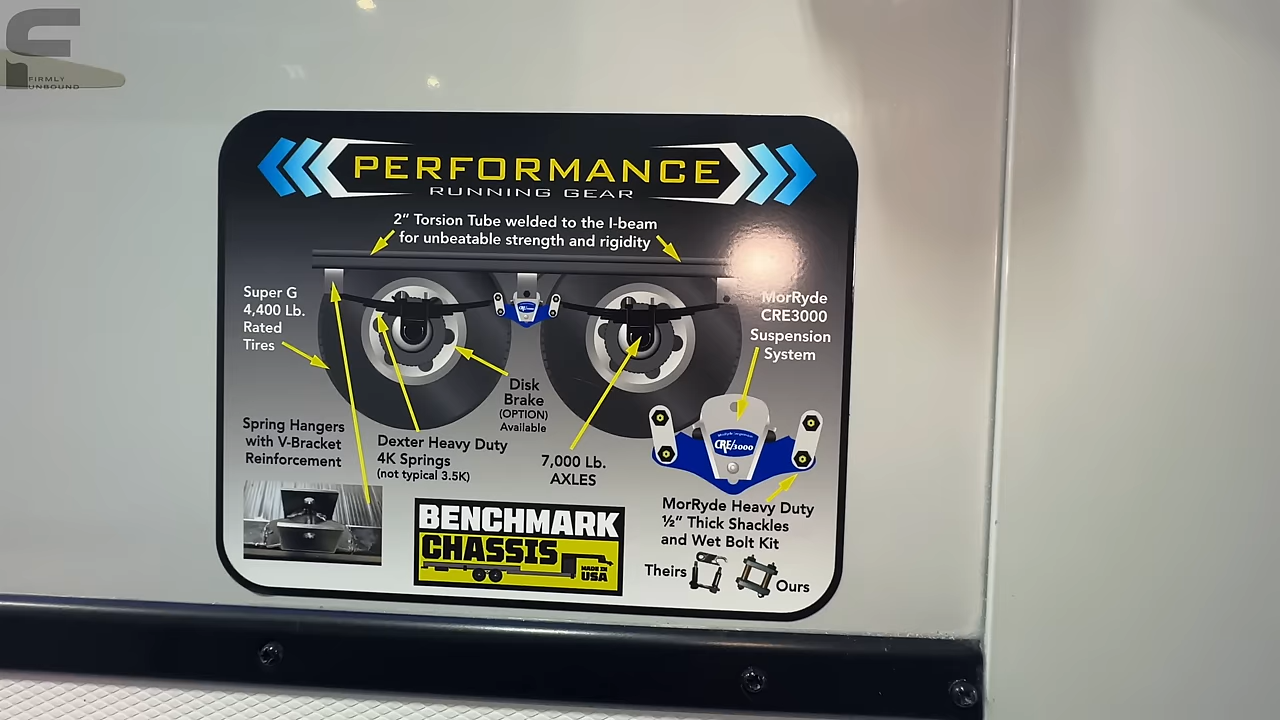 FIRMLY
UNBOUND
PERFORMANCE
RUNNING GEAR
2” Torsion Tube welded to the I-beam
for unbeatable strength and rigidity
Super G
4,400 Lb.
Rated
Tires
MorRyde
CRE3000
Suspension
System
Disk
Brake
(OPTION)
Available
Spring Hangers
with V-Bracket
Reinforcement
Dexter Heavy Duty
4K Springs
(not typical 3.5K)
7,000 Lb.
AXLES
CRE/3000
MorRyde Heavy Duty
½” Thick Shackles
and Wet Bolt Kit
Theirs
Ours
BENCHMARK
CHASSIS
MADE IN
USA